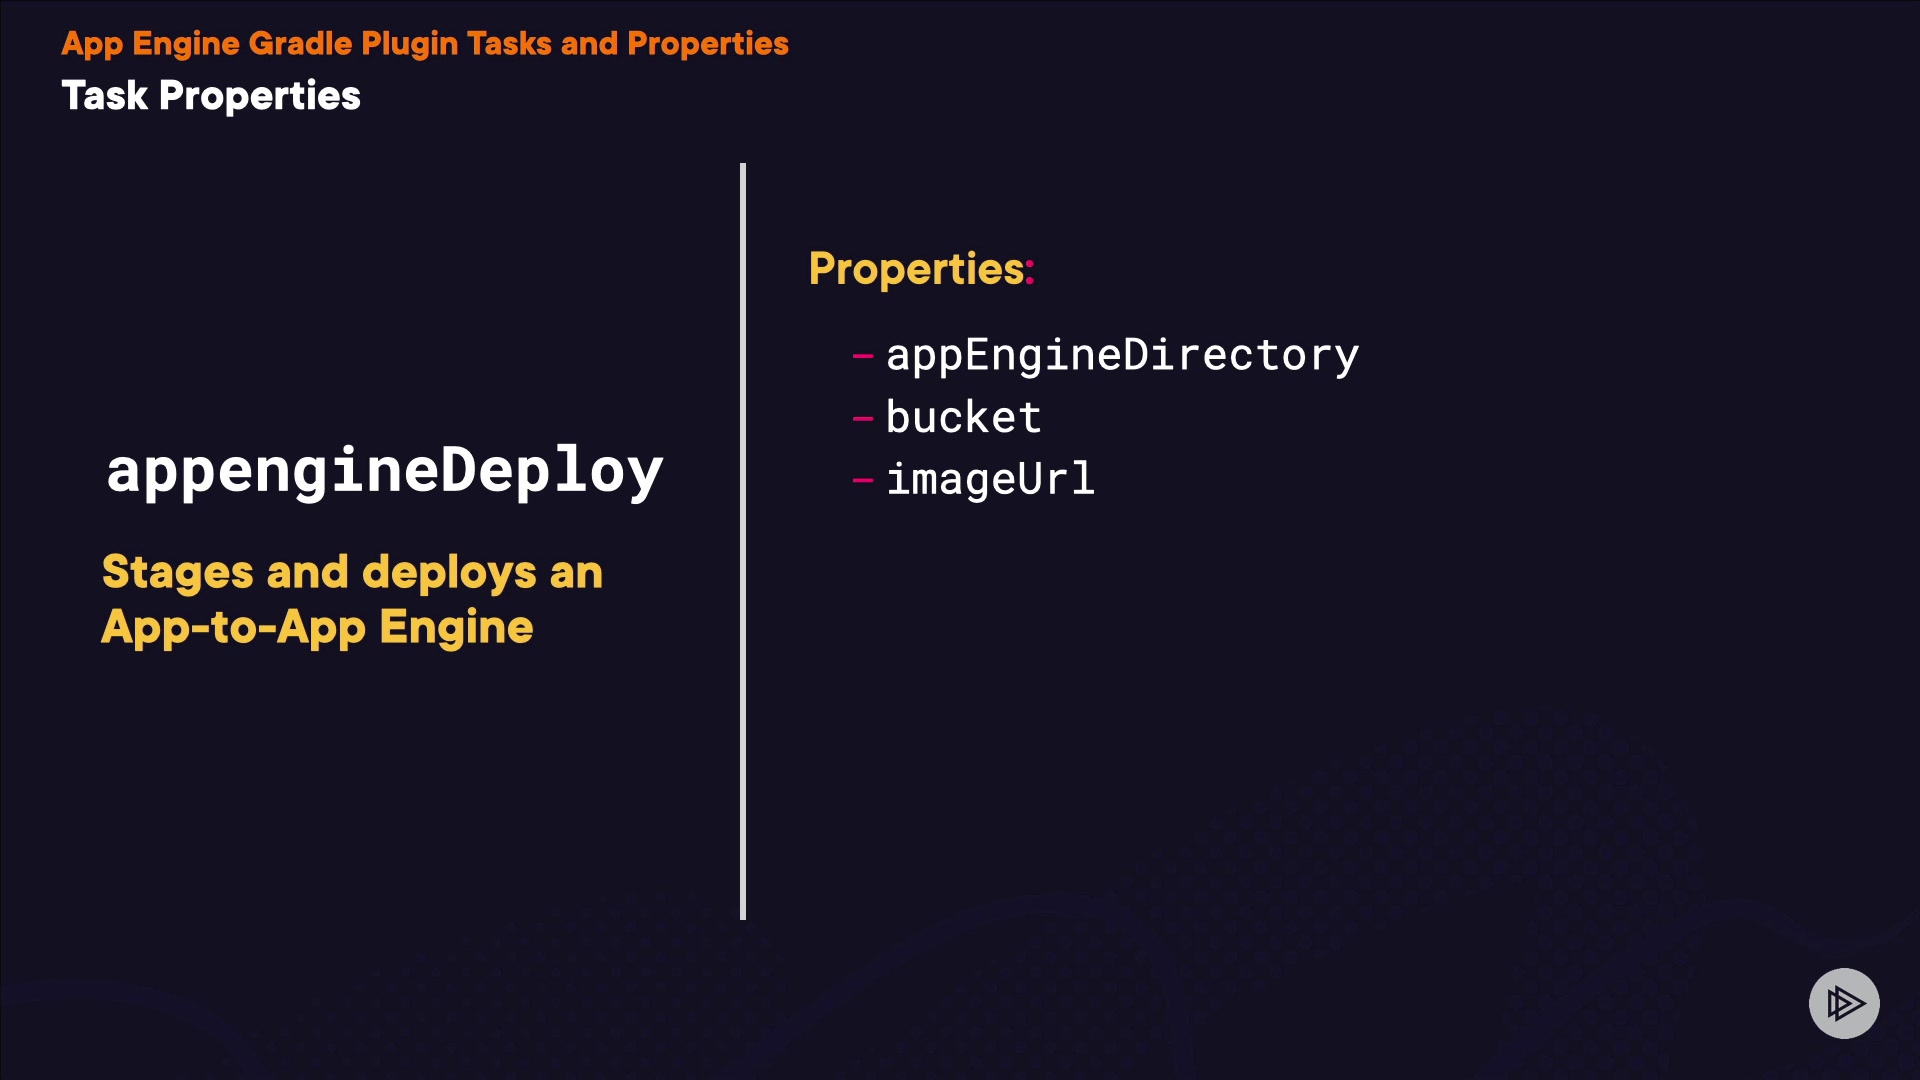 App Engine Gradle Plugin Tasks and Properties
Task Properties
appengineDeploy
Stages and deploys an
App-to-App Engine
Properties:
– appEngineDirectory
– bucket
– imageUrl